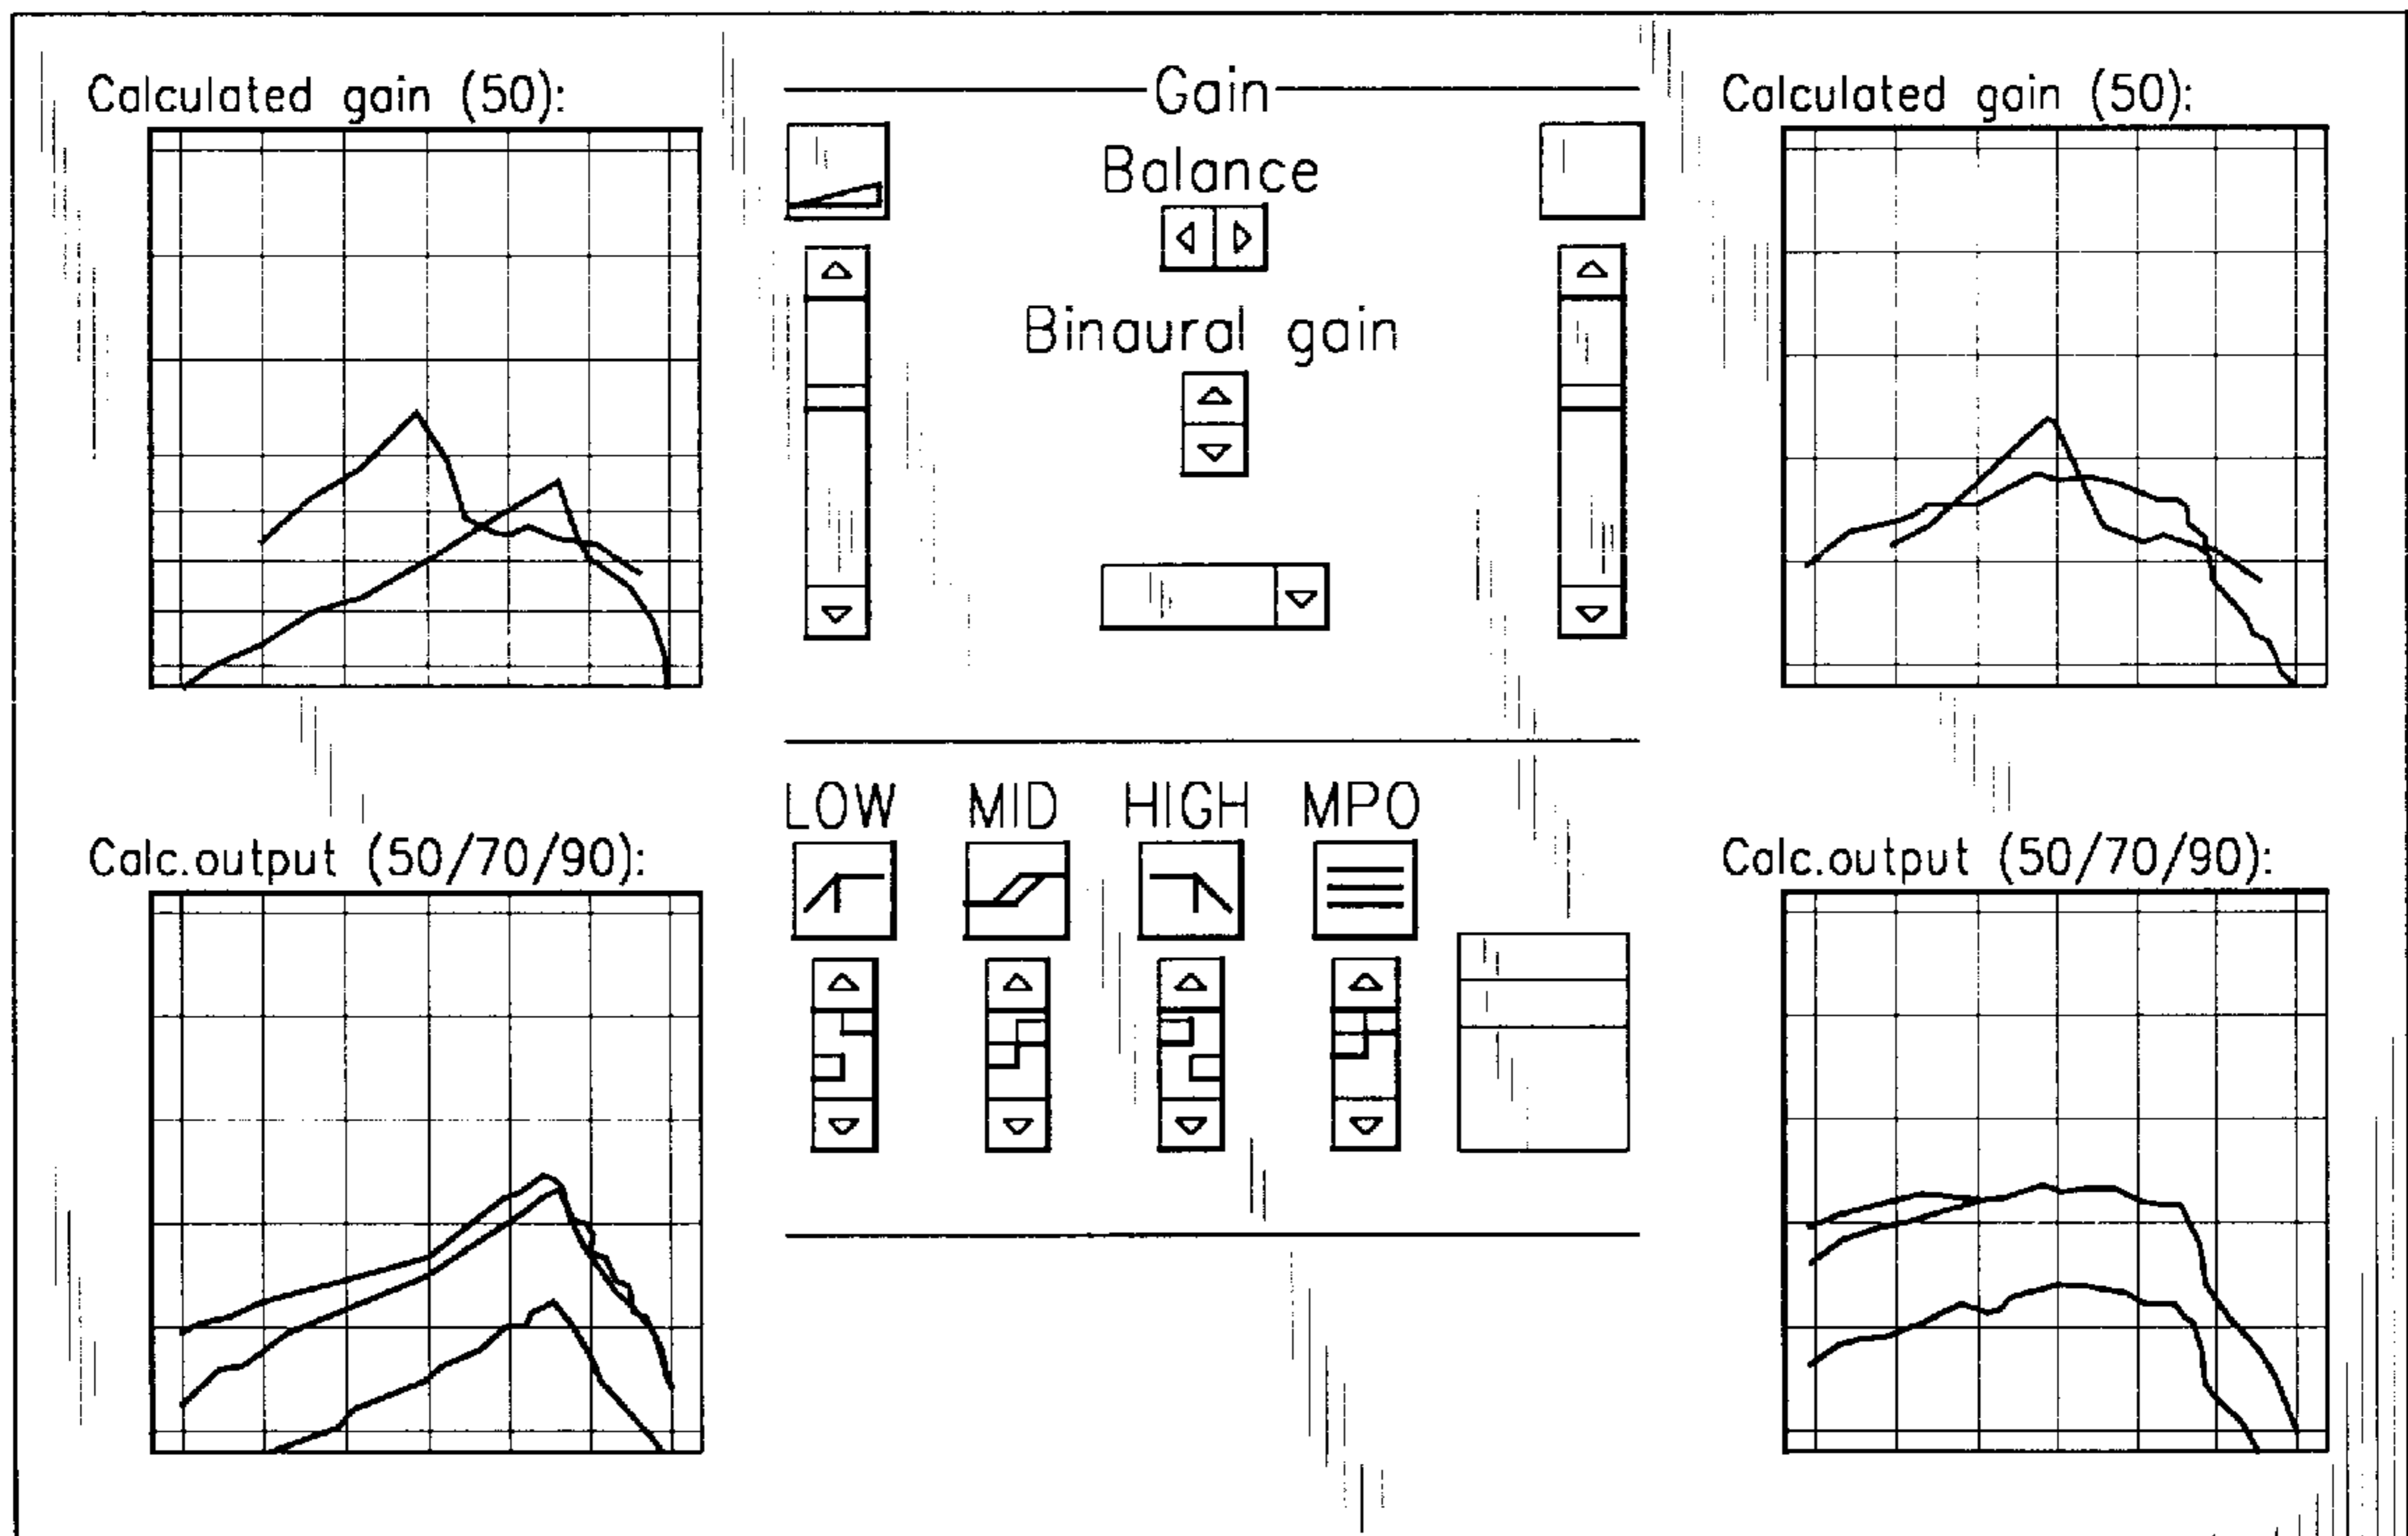 Calculated gain (50):
Gain
Balance
Binaural gain
Calculated gain (50):
LOW MID HIGH MPO
Calc.output (50/70/90):
Calc.output (50/70/90):